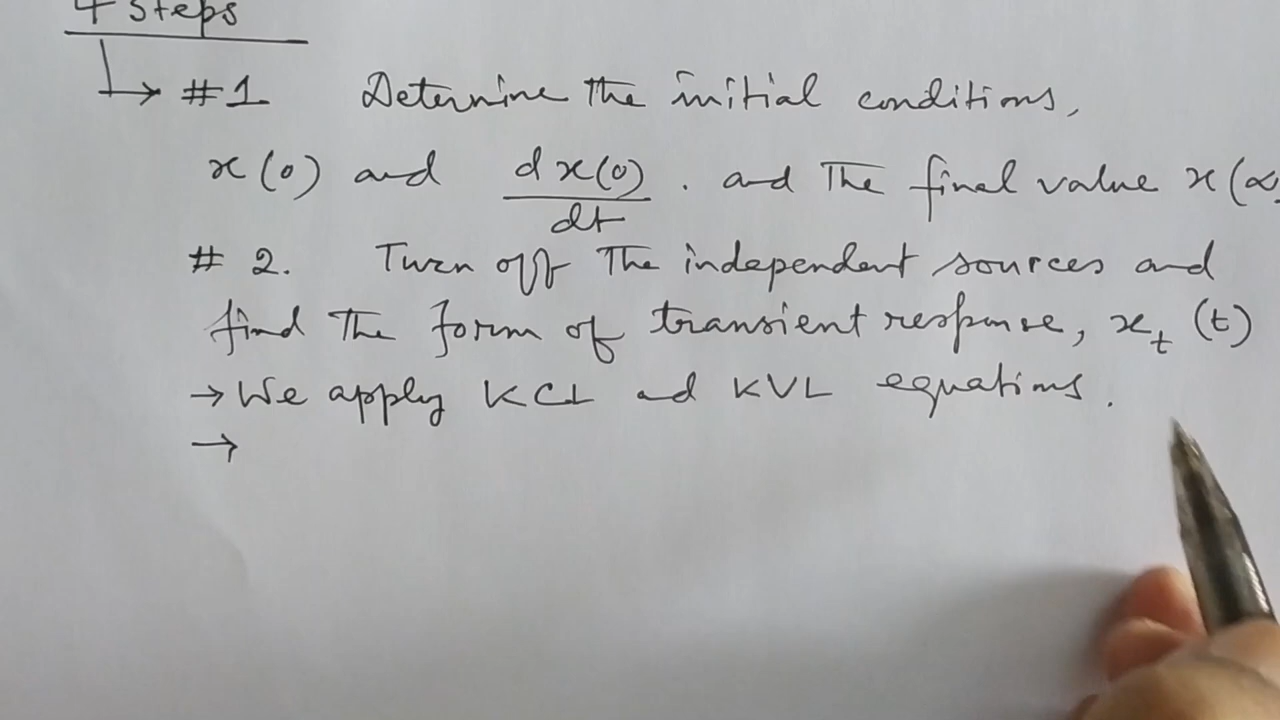 4 Steps
#1 Determine the initial conditions,
x(0) and dx(0)/dt . and the final value x(∝
# 2. Turn off the independent sources and
find the form of transient response, x_t (t)
→ We apply KCL and KVL equations.
→